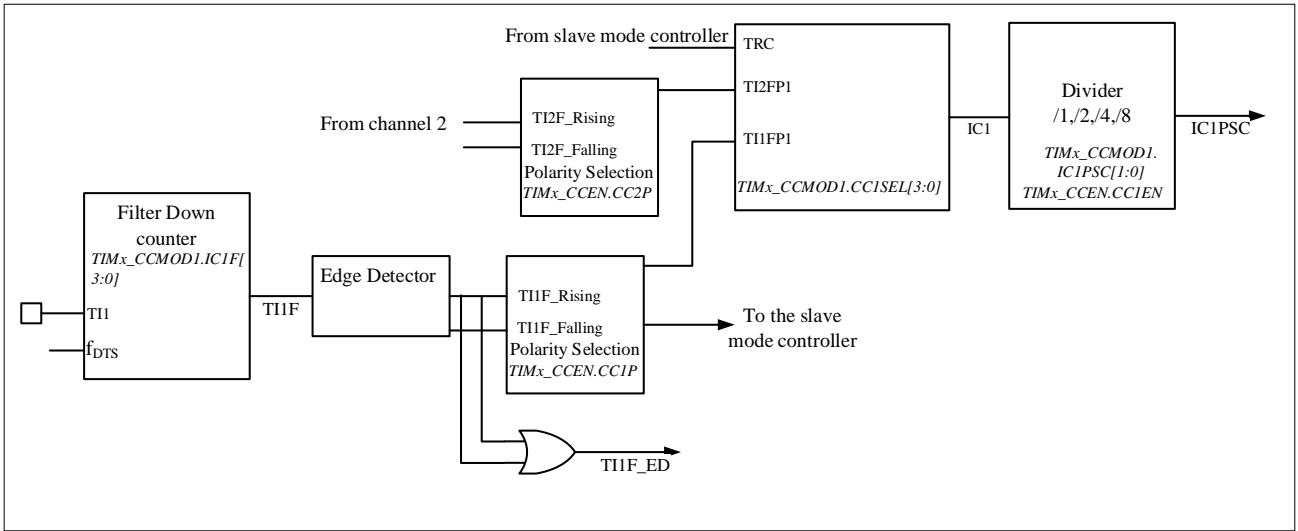 From slave mode controller
TRC
TI2FP1
TI1FP1
TIMx_CCMOD1.CC1SEL[3:0]
IC1
Divider
/1,/2,/4,/8
TIMx_CCMOD1.
IC1PSC[1:0]
TIMx_CCEN.CC1EN
IC1PSC
From channel 2
TI2F_Rising
TI2F_Falling
Polarity Selection
TIMx_CCEN.CC2P
Filter Down
counter
TIMx_CCMOD1.IC1F[
3:0]
TI1
fDTS
TI1F
Edge Detector
TI1F_Rising
TI1F_Falling
Polarity Selection
TIMx_CCEN.CC1P
To the slave
mode controller
TI1F_ED